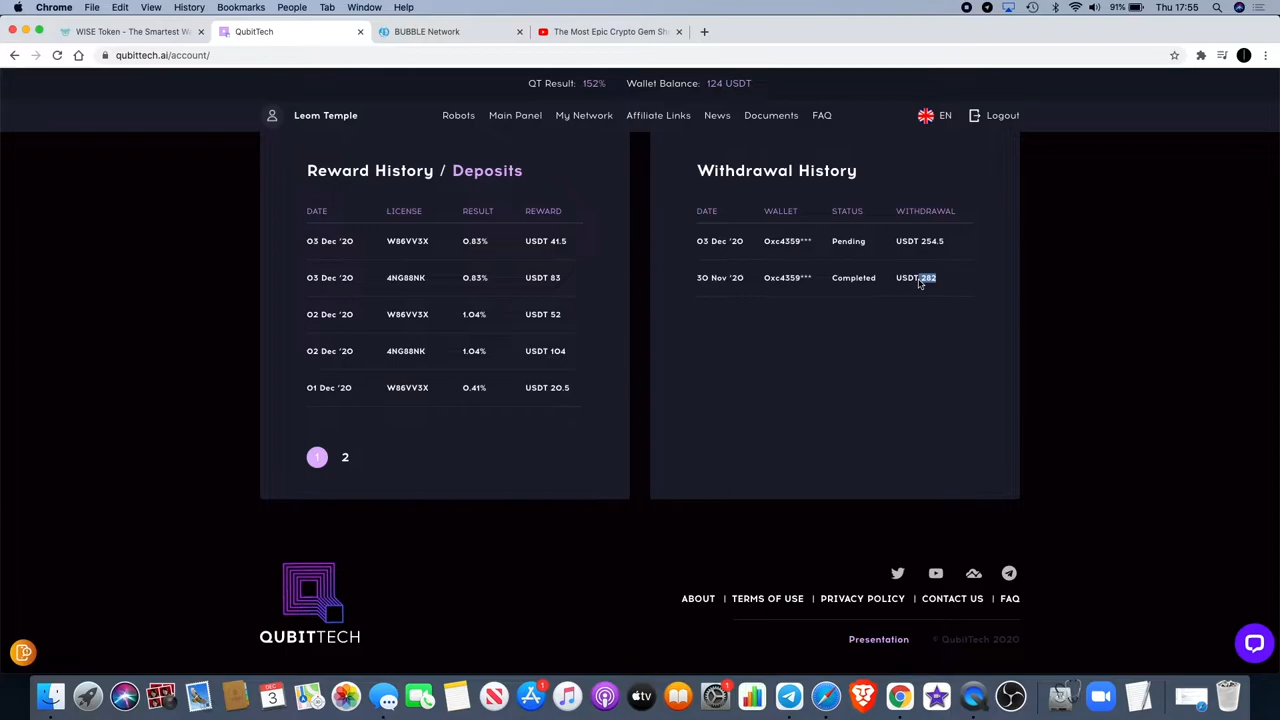 Chrome File Edit View History Bookmarks People Tab Window Help 91% Thu 17:55
WISE Token - The Smartest Wa QubitTech BUBBLE Network The Most Epic Crypto Gem Sh
qubittech.ai/account/
QT Result: 152% Wallet Balance: 124 USDT
Leom Temple Robots Main Panel My Network Affiliate Links News Documents FAQ EN Logout
Reward History / Deposits
DATE LICENSE RESULT REWARD
03 Dec '20 W86VV3X 0.83% USDT 41.5
03 Dec '20 4NG88NK 0.83% USDT 83
02 Dec '20 W86VV3X 1.04% USDT 52
02 Dec '20 4NG88NK 1.04% USDT 104
01 Dec '20 W86VV3X 0.41% USDT 20.5
1 2
Withdrawal History
DATE WALLET STATUS WITHDRAWAL
03 Dec '20 0xc4359*** Pending USDT 254.5
30 Nov '20 0xc4359*** Completed USDT 282
QUBITTECH
ABOUT | TERMS OF USE | PRIVACY POLICY | CONTACT US | FAQ
Presentation © QubitTech 2020
DEC
3
1
tv
1